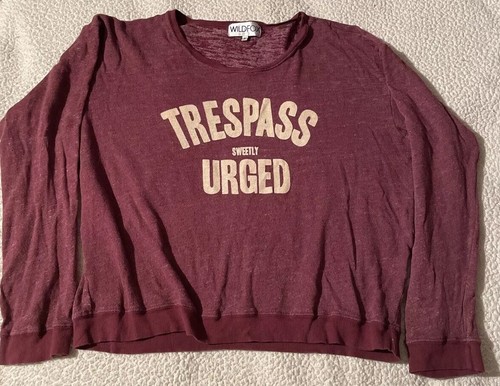 WILDFOX
TRESPASS
SWEETLY
URGED